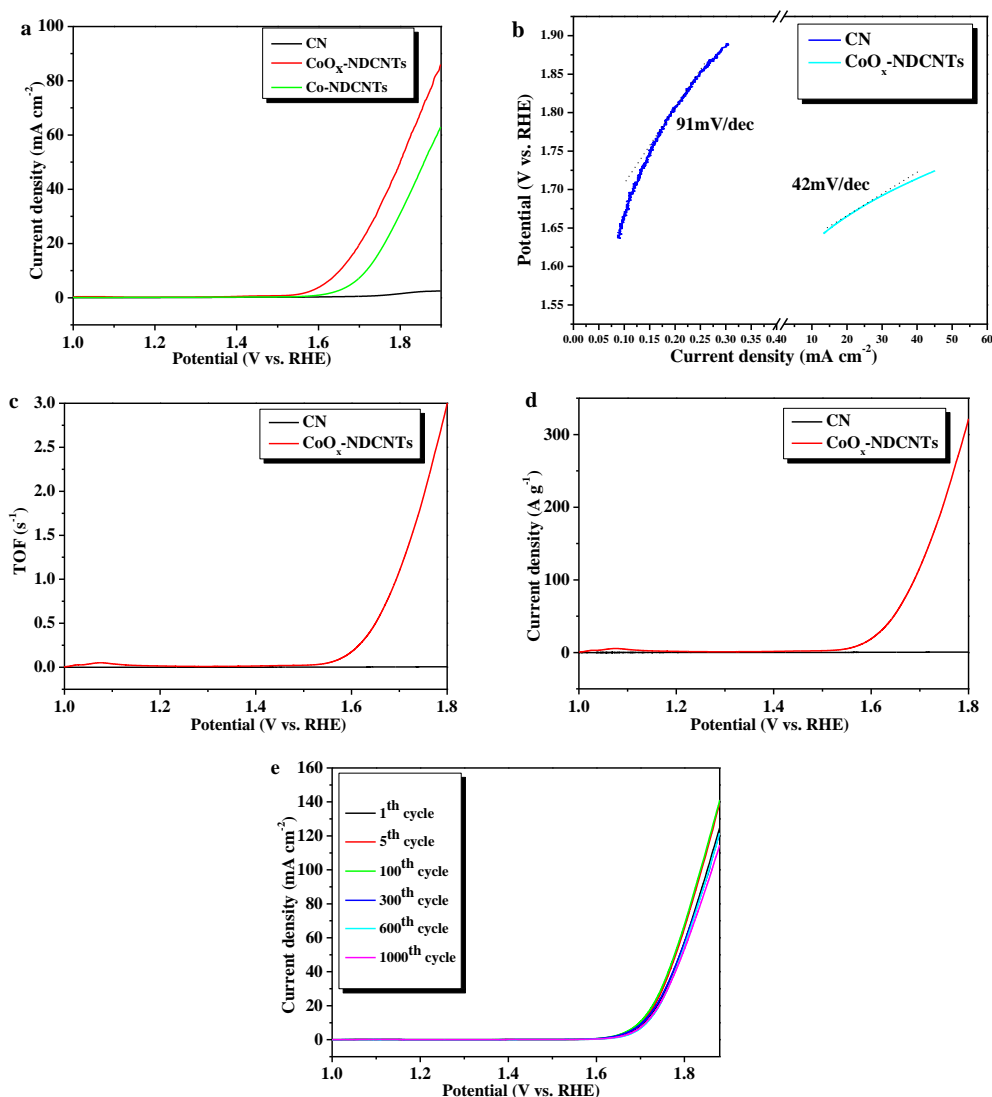 a
100
80
60
40
20
0
Current density (mA cm⁻²)
CN
CoOₓ-NDCNTs
Co-NDCNTs
1.0 1.2 1.4 1.6 1.8
Potential (V vs. RHE)
b
1.90
1.85
1.80
1.75
1.70
1.65
1.60
1.55
Potential (V vs. RHE)
CN
CoOₓ-NDCNTs
91mV/dec
42mV/dec
0.00 0.05 0.10 0.15 0.20 0.25 0.30 0.35 0.40 10 20 30 40 50 60
Current density (mA cm⁻²)
c
3.0
2.5
2.0
1.5
1.0
0.5
0.0
TOF (s⁻¹)
CN
CoOₓ-NDCNTs
1.0 1.2 1.4 1.6 1.8
Potential (V vs. RHE)
d
300
200
100
0
Current density (A g⁻¹)
CN
CoOₓ-NDCNTs
1.0 1.2 1.4 1.6 1.8
Potential (V vs. RHE)
e
160
140
120
100
80
60
40
20
0
Current density (mA cm⁻²)
1ᵗʰ cycle
5ᵗʰ cycle
100ᵗʰ cycle
300ᵗʰ cycle
600ᵗʰ cycle
1000ᵗʰ cycle
1.0 1.2 1.4 1.6 1.8
Potential (V vs. RHE)